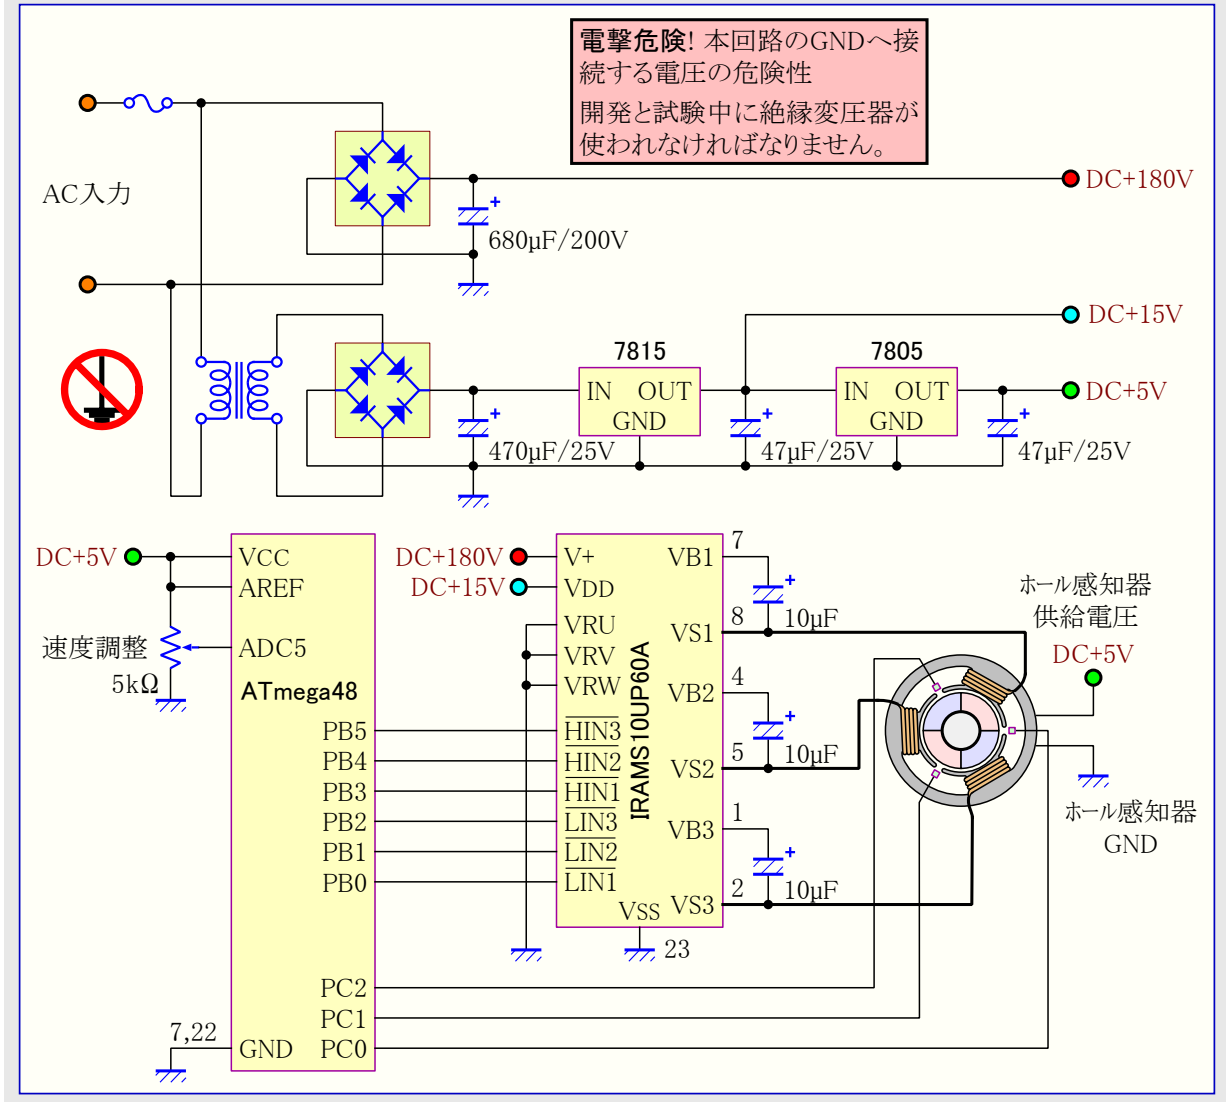 電撃危険! 本回路のGNDへ接
続する電圧の危険性
開発と試験中に絶縁変圧器が
使われなければなりません。
AC入力
DC+180V
680µF/200V
DC+15V
7815
7805
IN OUT
GND
IN OUT
GND
DC+5V
470µF/25V
47µF/25V
47µF/25V
DC+5V
VCC
AREF
速度調整
5kΩ
ADC5
ATmega48
PB5
PB4
PB3
PB2
PB1
PB0
PC2
PC1
PC0
7,22
GND
DC+180V
DC+15V
V+
VDD
VRU
VRV
VRW
HIN3
HIN2
HIN1
LIN3
LIN2
LIN1
IRAMS10UP60A
VB1
7
10µF
VS1
8
VB2
4
10µF
VS2
5
VB3
1
10µF
VS3
2
VSS
23
ホール感知器
供給電圧
DC+5V
ホール感知器
GND